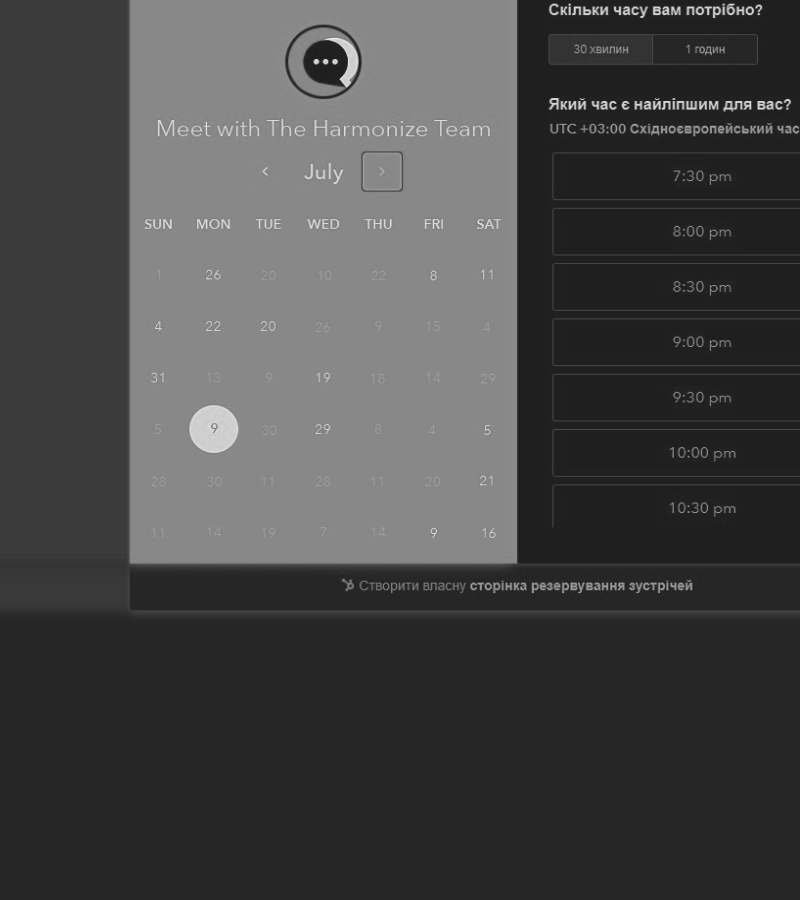 Meet with The Harmonize Team
July
SUN MON TUE WED THU FRI SAT
1 26 20 10 22 8 11
4 22 20 26 9 15 4
31 13 9 19 18 14 29
5 9 30 29 8 4 5
28 30 11 28 11 20 21
11 14 19 7 14 9 16
Скільки часу вам потрібно?
30 хвилин 1 годин
Який час є найліпшим для вас?
UTC +03:00 Східноєвропейський час
7:30 pm
8:00 pm
8:30 pm
9:00 pm
9:30 pm
10:00 pm
10:30 pm
Створити власну сторінка резервування зустрічей